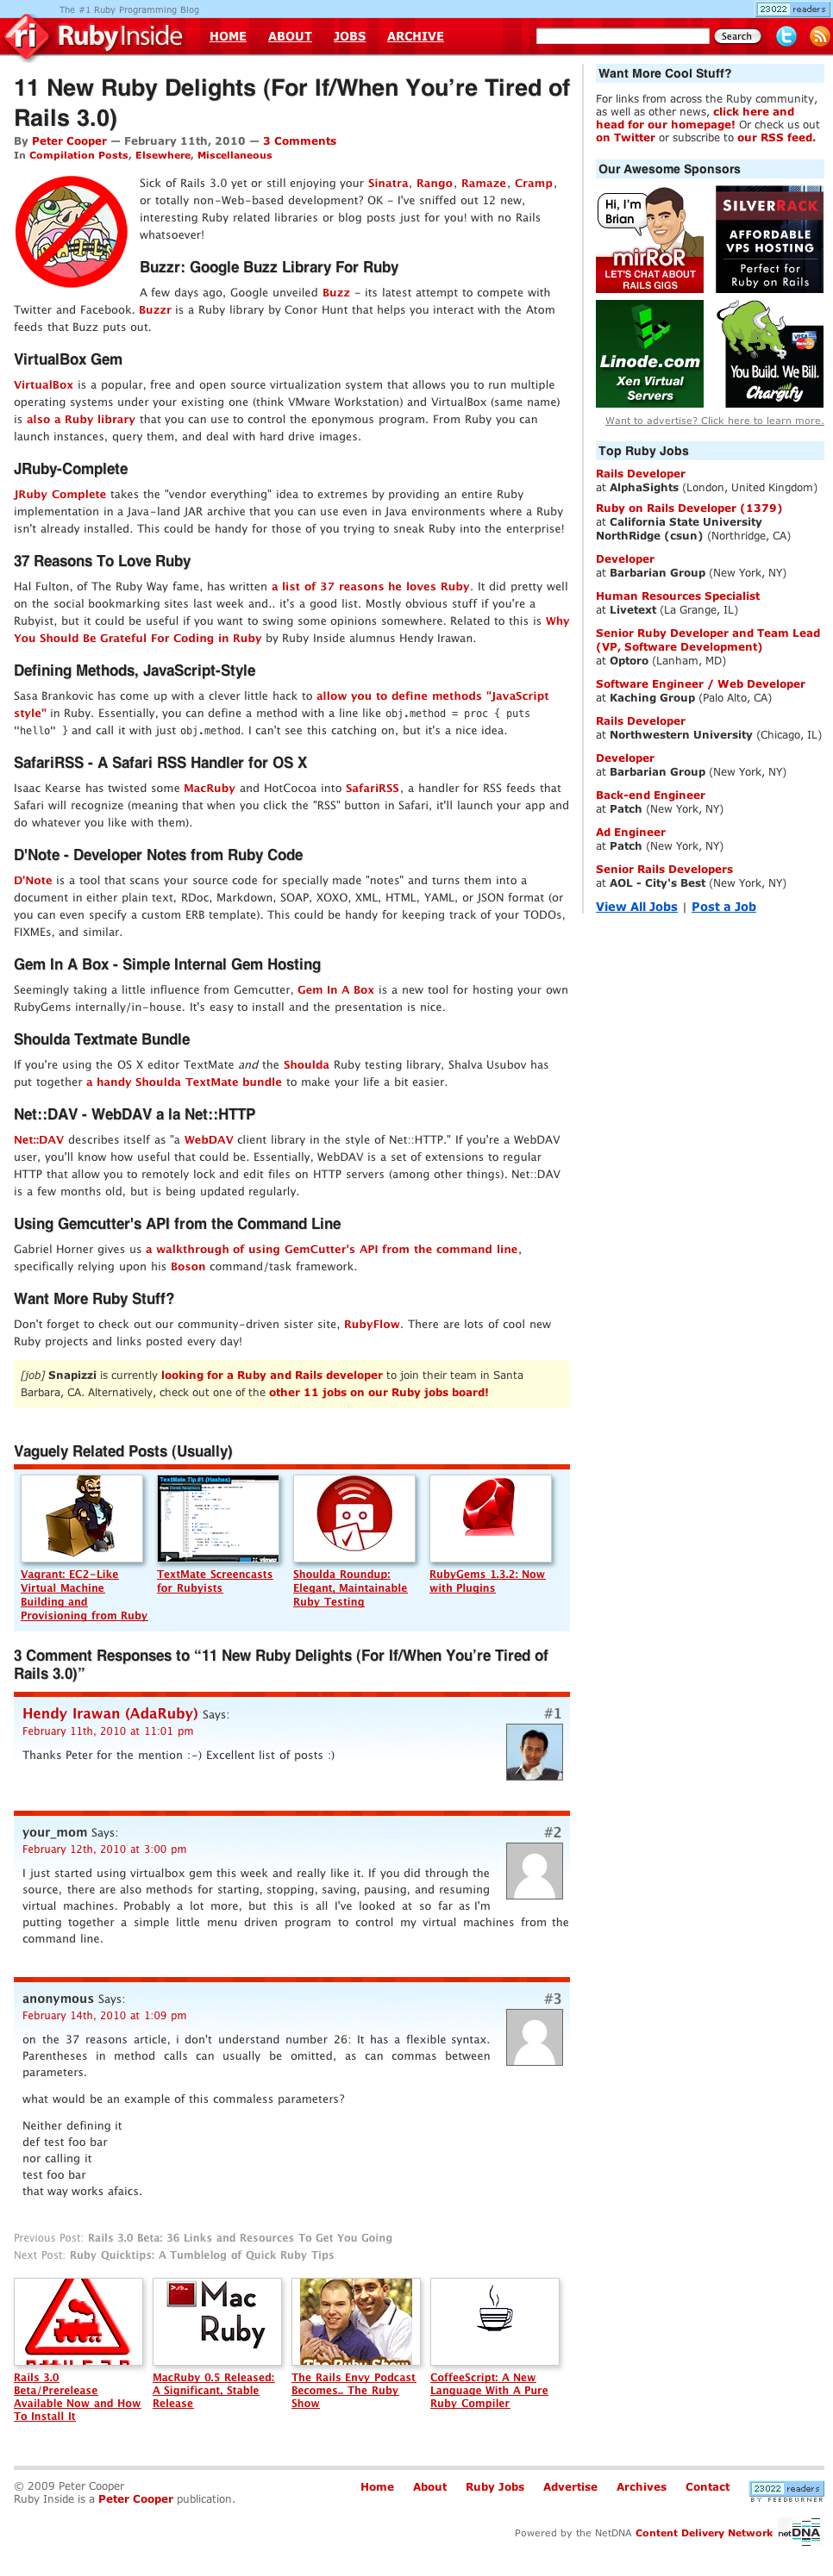 The #1 Ruby Programming Blog
23022 readers
ri RubyInside
HOME ABOUT JOBS ARCHIVE
Search
11 New Ruby Delights (For If/When You're Tired of
Rails 3.0)
By Peter Cooper — February 11th, 2010 — 3 Comments
In Compilation Posts, Elsewhere, Miscellaneous
Sick of Rails 3.0 yet or still enjoying your Sinatra, Rango, Ramaze, Cramp,
or totally non-Web-based development? OK - I've sniffed out 12 new,
interesting Ruby related libraries or blog posts just for you! with no Rails
whatsoever!
Buzzr: Google Buzz Library For Ruby
A few days ago, Google unveiled Buzz - its latest attempt to compete with
Twitter and Facebook. Buzzr is a Ruby library by Conor Hunt that helps you interact with the Atom
feeds that Buzz puts out.
VirtualBox Gem
VirtualBox is a popular, free and open source virtualization system that allows you to run multiple
operating systems under your existing one (think VMware Workstation) and VirtualBox (same name)
is also a Ruby library that you can use to control the eponymous program. From Ruby you can
launch instances, query them, and deal with hard drive images.
JRuby-Complete
JRuby Complete takes the "vendor everything" idea to extremes by providing an entire Ruby
implementation in a Java-land JAR archive that you can use even in Java environments where a Ruby
isn't already installed. This could be handy for those of you trying to sneak Ruby into the enterprise!
37 Reasons To Love Ruby
Hal Fulton, of The Ruby Way fame, has written a list of 37 reasons he loves Ruby. It did pretty well
on the social bookmarking sites last week and.. it's a good list. Mostly obvious stuff if you're a
Rubyist, but it could be useful if you want to swing some opinions somewhere. Related to this is Why
You Should Be Grateful For Coding in Ruby by Ruby Inside alumnus Hendy Irawan.
Defining Methods, JavaScript-Style
Sasa Brankovic has come up with a clever little hack to allow you to define methods "JavaScript
style" in Ruby. Essentially, you can define a method with a line like obj.method = proc { puts
"hello" } and call it with just obj.method. I can't see this catching on, but it's a nice idea.
SafariRSS - A Safari RSS Handler for OS X
Isaac Kearse has twisted some MacRuby and HotCocoa into SafariRSS, a handler for RSS feeds that
Safari will recognize (meaning that when you click the "RSS" button in Safari, it'll launch your app and
do whatever you like with them).
D'Note - Developer Notes from Ruby Code
D'Note is a tool that scans your source code for specially made "notes" and turns them into a
document in either plain text, RDoc, Markdown, SOAP, XOXO, XML, HTML, YAML, or JSON format (or
you can even specify a custom ERB template). This could be handy for keeping track of your TODOs,
FIXMEs, and similar.
Gem In A Box - Simple Internal Gem Hosting
Seemingly taking a little influence from Gemcutter, Gem In A Box is a new tool for hosting your own
RubyGems internally/in-house. It's easy to install and the presentation is nice.
Shoulda Textmate Bundle
If you're using the OS X editor TextMate and the Shoulda Ruby testing library, Shalva Usubov has
put together a handy Shoulda TextMate bundle to make your life a bit easier.
Net::DAV - WebDAV a la Net::HTTP
Net::DAV describes itself as "a WebDAV client library in the style of Net::HTTP." If you're a WebDAV
user, you'll know how useful that could be. Essentially, WebDAV is a set of extensions to regular
HTTP that allow you to remotely lock and edit files on HTTP servers (among other things). Net::DAV
is a few months old, but is being updated regularly.
Using Gemcutter's API from the Command Line
Gabriel Horner gives us a walkthrough of using GemCutter's API from the command line,
specifically relying upon his Boson command/task framework.
Want More Ruby Stuff?
Don't forget to check out our community-driven sister site, RubyFlow. There are lots of cool new
Ruby projects and links posted every day!
[job] Snapizzi is currently looking for a Ruby and Rails developer to join their team in Santa
Barbara, CA. Alternatively, check out one of the other 11 jobs on our Ruby jobs board!
Vaguely Related Posts (Usually)
TextMate Tip #1 (Hashes)
vimeo
Vagrant: EC2-Like
Virtual Machine
Building and
Provisioning from Ruby
TextMate Screencasts
for Rubyists
Shoulda Roundup:
Elegant, Maintainable
Ruby Testing
RubyGems 1.3.2: Now
with Plugins
3 Comment Responses to “11 New Ruby Delights (For If/When You're Tired of
Rails 3.0)”
Hendy Irawan (AdaRuby) Says:
#1
February 11th, 2010 at 11:01 pm
Thanks Peter for the mention :-) Excellent list of posts :)
your_mom Says:
#2
February 12th, 2010 at 3:00 pm
I just started using virtualbox gem this week and really like it. If you did through the
source, there are also methods for starting, stopping, saving, pausing, and resuming
virtual machines. Probably a lot more, but this is all I've looked at so far as I'm
putting together a simple little menu driven program to control my virtual machines from the
command line.
anonymous Says:
#3
February 14th, 2010 at 1:09 pm
on the 37 reasons article, i don't understand number 26: It has a flexible syntax.
Parentheses in method calls can usually be omitted, as can commas between
parameters.
what would be an example of this commaless parameters?
Neither defining it
def test foo bar
nor calling it
test foo bar
that way works afaics.
Previous Post: Rails 3.0 Beta: 36 Links and Resources To Get You Going
Next Post: Ruby Quicktips: A Tumblelog of Quick Ruby Tips
Mac
Ruby
The Ruby Show
Rails 3.0
Beta/Prerelease
Available Now and How
To Install It
MacRuby 0.5 Released:
A Significant, Stable
Release
The Rails Envy Podcast
Becomes.. The Ruby
Show
CoffeeScript: A New
Language With A Pure
Ruby Compiler
Want More Cool Stuff?
For links from across the Ruby community,
as well as other news, click here and
head for our homepage! Or check us out
on Twitter or subscribe to our RSS feed.
Our Awesome Sponsors
Hi, I'm
Brian
mirRoR
LET'S CHAT ABOUT
RAILS GIGS
SILVERRACK
AFFORDABLE
VPS HOSTING
Perfect for
Ruby on Rails
Linode.com
Xen Virtual
Servers
VISA
You Build. We Bill.
Chargify
Want to advertise? Click here to learn more.
Top Ruby Jobs
Rails Developer
at AlphaSights (London, United Kingdom)
Ruby on Rails Developer (1379)
at California State University
NorthRidge (csun) (Northridge, CA)
Developer
at Barbarian Group (New York, NY)
Human Resources Specialist
at Livetext (La Grange, IL)
Senior Ruby Developer and Team Lead
(VP, Software Development)
at Optoro (Lanham, MD)
Software Engineer / Web Developer
at Kaching Group (Palo Alto, CA)
Rails Developer
at Northwestern University (Chicago, IL)
Developer
at Barbarian Group (New York, NY)
Back-end Engineer
at Patch (New York, NY)
Ad Engineer
at Patch (New York, NY)
Senior Rails Developers
at AOL - City's Best (New York, NY)
View All Jobs | Post a Job
© 2009 Peter Cooper
Ruby Inside is a Peter Cooper publication.
Home About Ruby Jobs Advertise Archives Contact
23022 readers
BY FEEDBURNER
Powered by the NetDNA Content Delivery Network netDNA